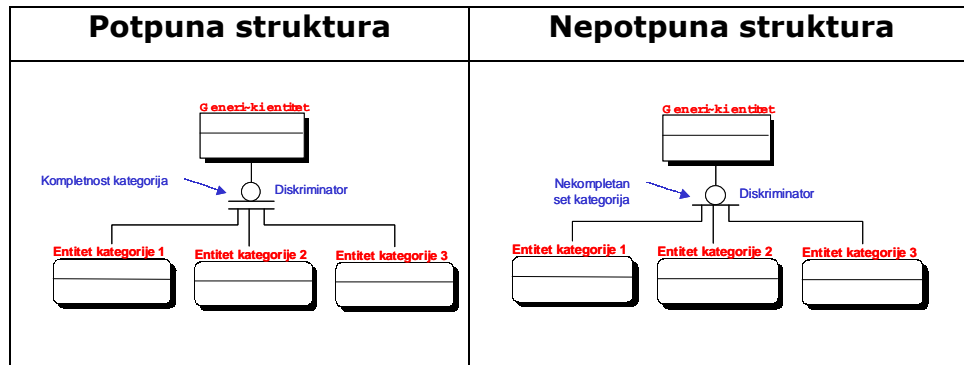 Potpuna struktura
Nepotpuna struktura
Generi~kientitet
Kompletnost kategorija
Diskriminator
Entitet kategorije 1
Entitet kategorije 2
Entitet kategorije 3
Generi~kientitet
Nekompletan
set kategorija
Diskriminator
Entitet kategorije 1
Entitet kategorije 2
Entitet kategorije 3